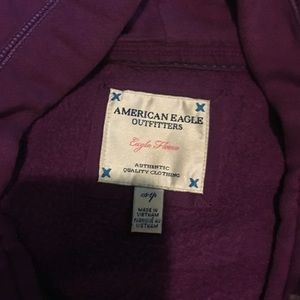 AMERICAN EAGLE
OUTFITTERS
Eagle Fleece
AUTHENTIC
QUALITY CLOTHING
MADE IN
VIETNAM
FABRIQUÉ AU
VIETNAM